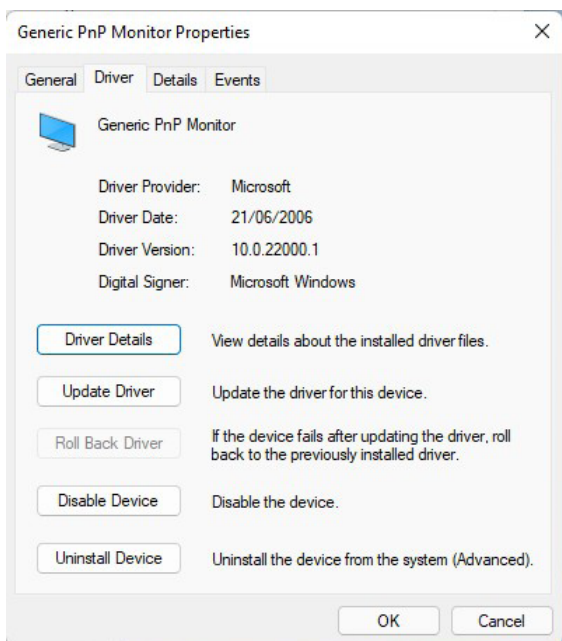 Generic PnP Monitor Properties
General Driver Details Events
Generic PnP Monitor
Driver Provider: Microsoft
Driver Date: 21/06/2006
Driver Version: 10.0.22000.1
Digital Signer: Microsoft Windows
Driver Details View details about the installed driver files.
Update Driver Update the driver for this device.
Roll Back Driver If the device fails after updating the driver, roll
back to the previously installed driver.
Disable Device Disable the device.
Uninstall Device Uninstall the device from the system (Advanced).
OK Cancel